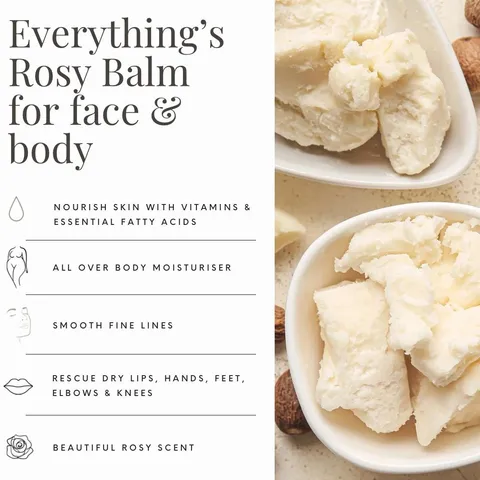 Everything’s
Rosy Balm
for face &
body
NOURISH SKIN WITH VITAMINS &
ESSENTIAL FATTY ACIDS
ALL OVER BODY MOISTURISER
SMOOTH FINE LINES
RESCUE DRY LIPS, HANDS, FEET,
ELBOWS & KNEES
BEAUTIFUL ROSY SCENT